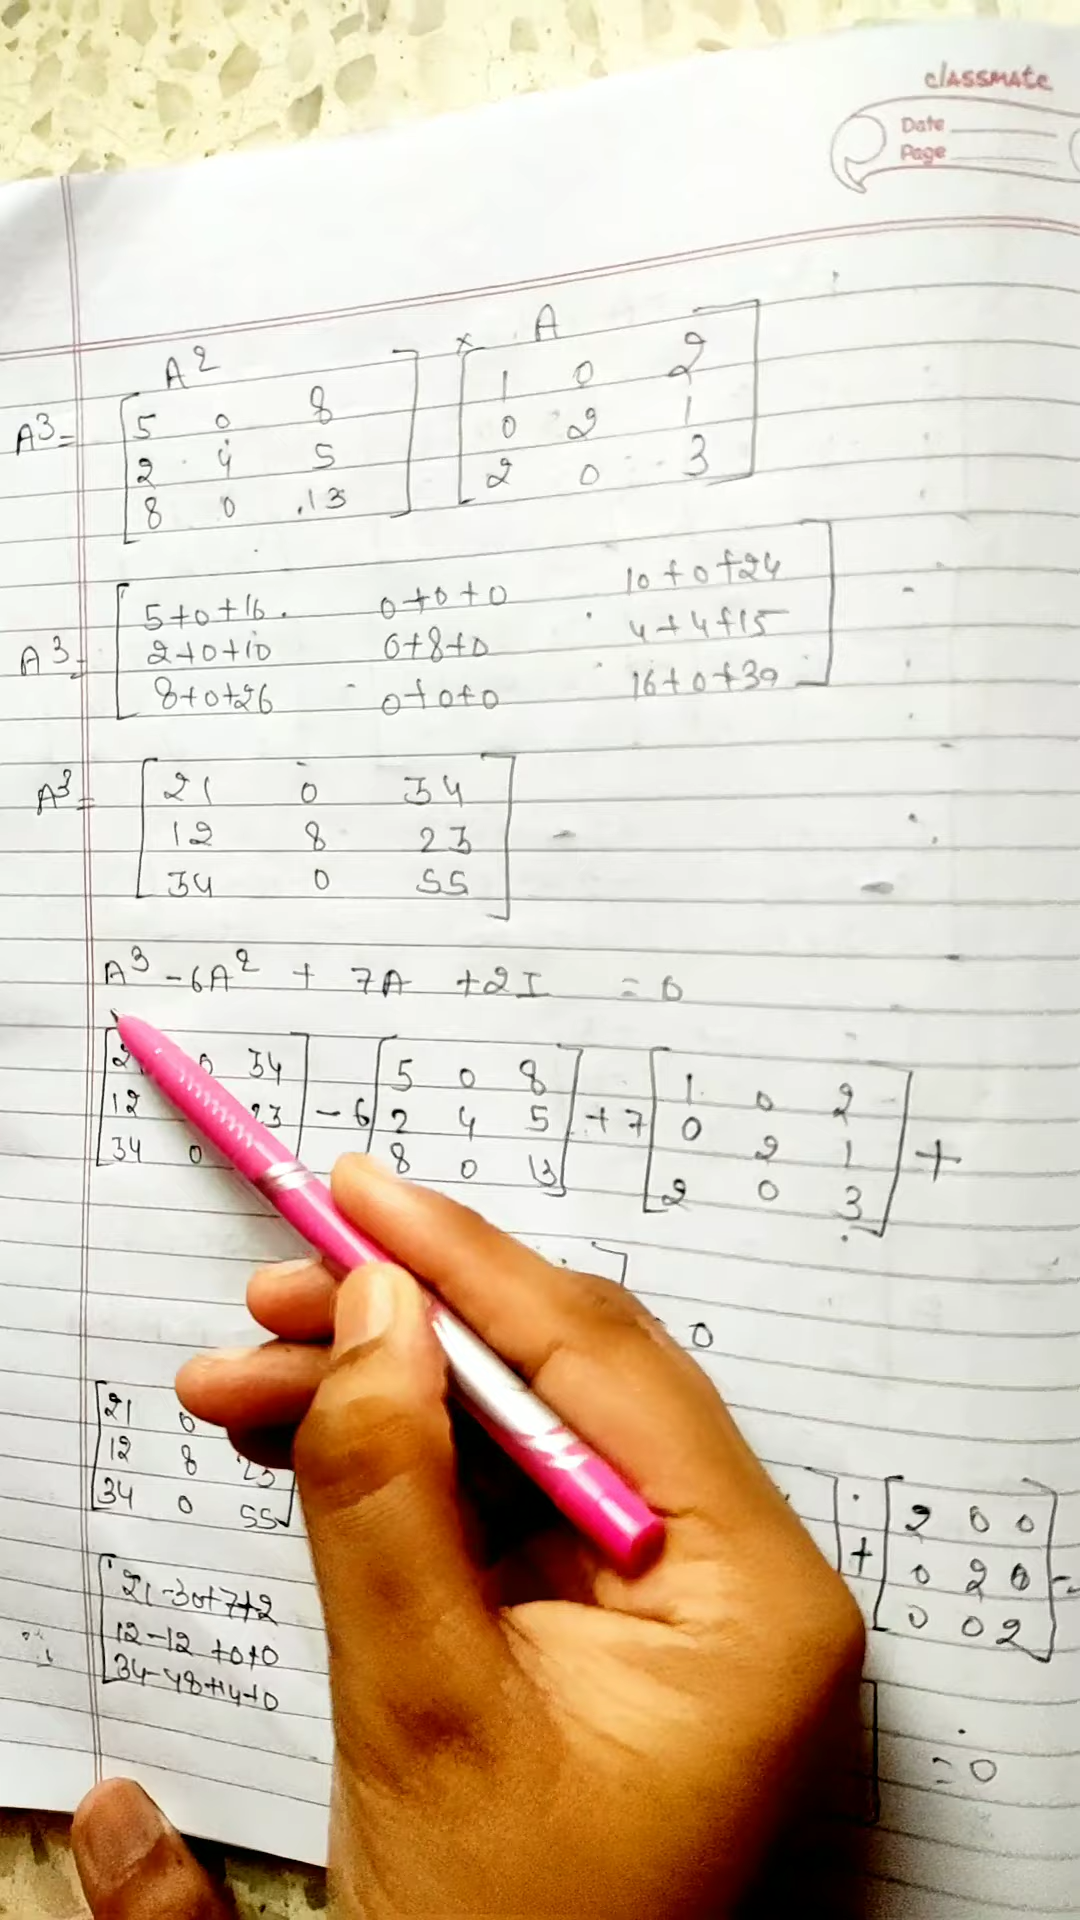 classmate
Date
Page
A² × A
A³= [5 0 8] [1 0 2]
[2 4 5] [0 2 1]
[8 0 13] [2 0 3]
A³= [5+0+16 0+0+0 10+0+24]
[2+0+10 0+8+0 4+4+15]
[8+0+26 0+0+0 16+0+39]
A³= [21 0 34]
[12 8 23]
[34 0 55]
A³ -6A² + 7A +2I = 0
0 34] [5 0 8] [1 0 2]
[12 23] -6 [2 4 5] +7 [0 2 1] +
[34 0 [8 0 13] [2 0 3]
0
[21 0
[12 8 23
[34 0 55]
[2 0 0]
+ [0 2 0]
[0 0 2]
[21-30+7+2
∴ [12-12+0+0
[34-48+14+0
=0